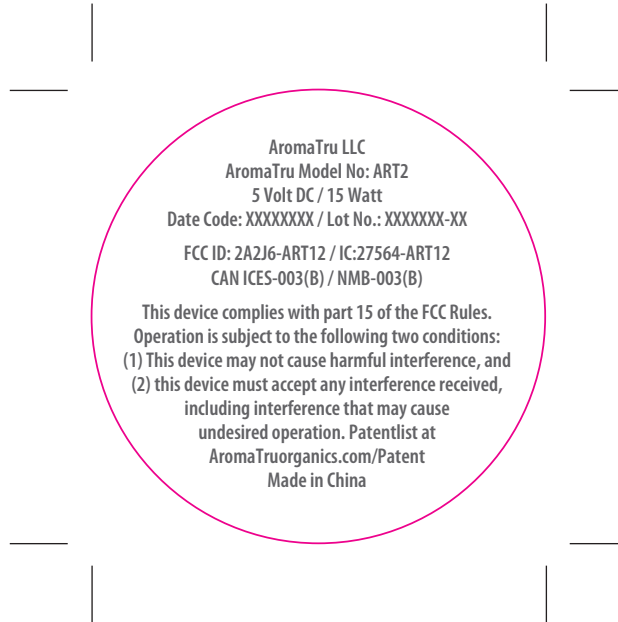 AromaTru LLC
AromaTru Model No: ART2
5 Volt DC / 15 Watt
Date Code: XXXXXXXX / Lot No.: XXXXXXX-XX
FCC ID: 2A2J6-ART12 / IC:27564-ART12
CAN ICES-003(B) / NMB-003(B)
This device complies with part 15 of the FCC Rules.
Operation is subject to the following two conditions:
(1) This device may not cause harmful interference, and
(2) this device must accept any interference received,
including interference that may cause
undesired operation. Patentlist at
AromaTruorganics.com/Patent
Made in China